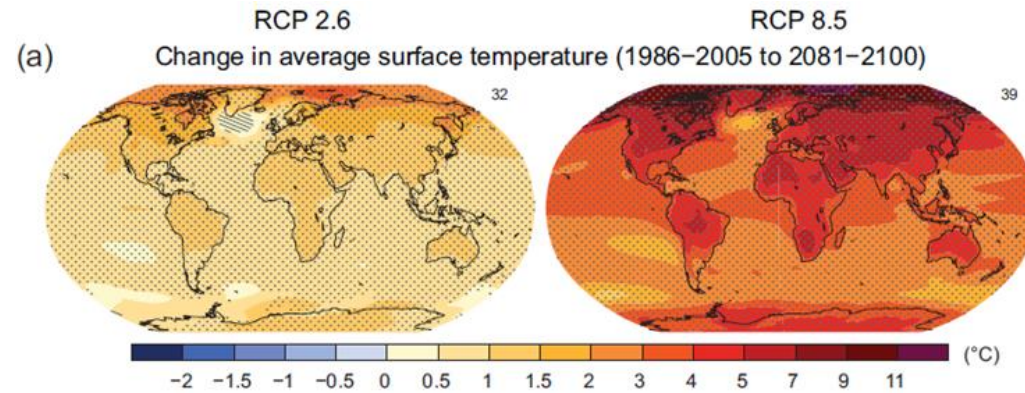 RCP 2.6 RCP 8.5
(a) Change in average surface temperature (1986−2005 to 2081−2100)
32 39
−2 −1.5 −1 −0.5 0 0.5 1 1.5 2 3 4 5 7 9 11 (°C)